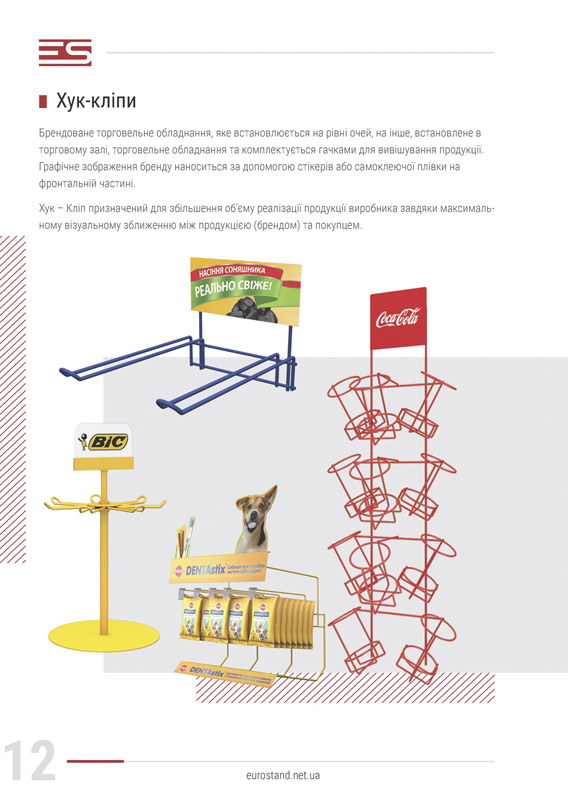 ES
Хук-кліпи
Брендоване торговельне обладнання, яке встановлюється на рівні очей, на інше, встановлене в
торговому залі, торговельне обладнання та комплектується гачками для вивішування продукції.
Графічне зображення бренду наноситься за допомогою стікерів або самоклеючої плівки на
фронтальній частині.
Хук – Кліп призначений для збільшення об'єму реалізації продукції виробника завдяки максималь-
ному візуальному зближенню між продукцією (брендом) та покупцем.
НАСІННЯ СОНЯШНИКА
РЕАЛЬНО СВІЖЕ!
Coca-Cola
BIC
DENTAstix
DENTAstix
12
eurostand.net.ua